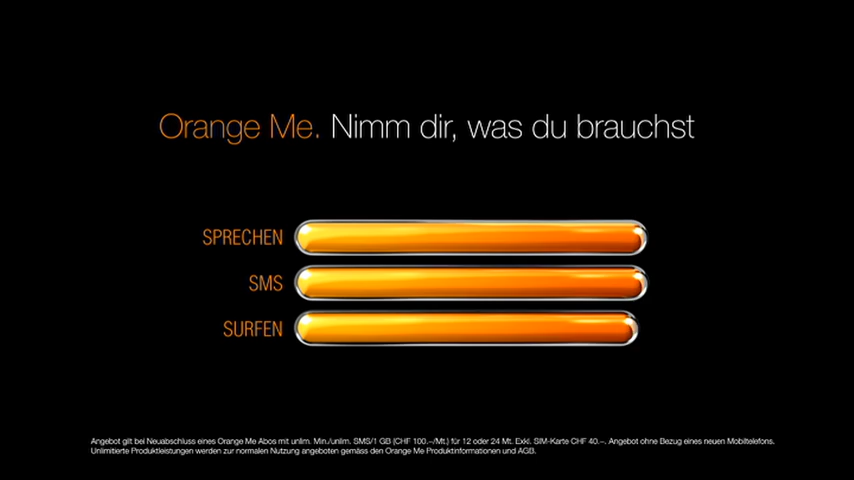 Orange Me. Nimm dir, was du brauchst
SPRECHEN
SMS
SURFEN
Angebot gilt bei Neuabschluss eines Orange Me Abos mit unlim. Min./unlim. SMS/1 GB (CHF 100.–/Mt.) für 12 oder 24 Mt. Exkl. SIM-Karte CHF 40.–. Angebot ohne Bezug eines neuen Mobiltelefons.
Unlimitierte Produktleistungen werden zur normalen Nutzung angeboten gemäss den Orange Me Produktinformationen und AGB.